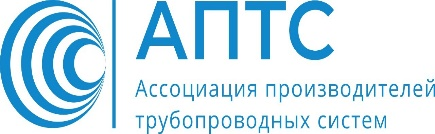 АПТС
Ассоциация производителей
трубопроводных систем